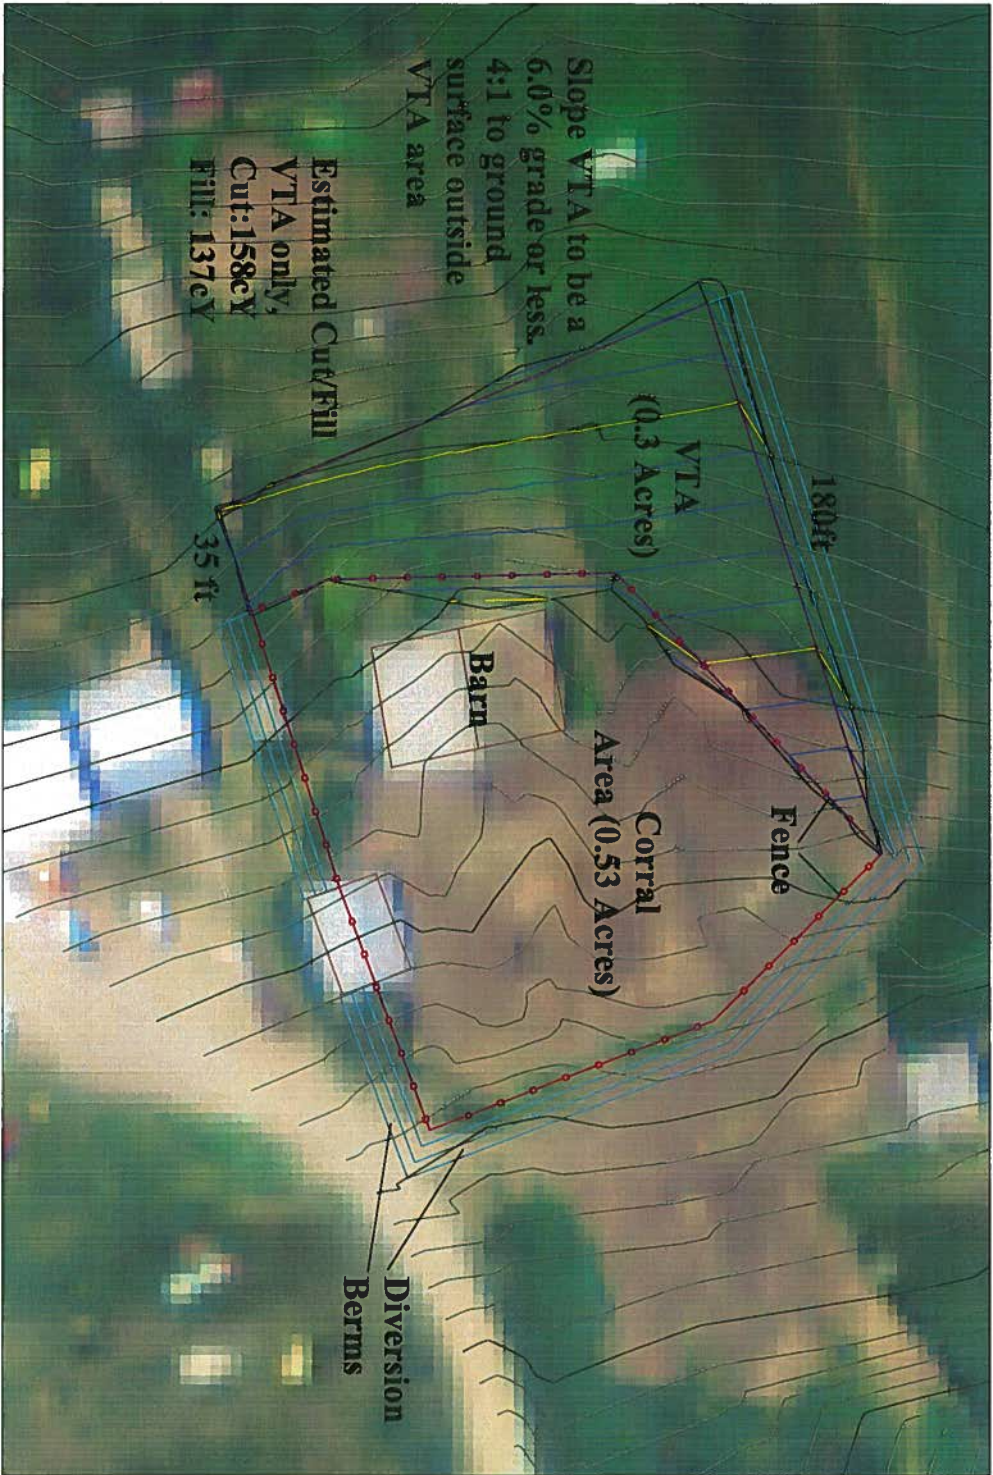 Slope VTA to be a
6.0% grade or less.
4:1 to ground
surface outside
VTA area
Estimated Cut/Fill
VTA only,
Cut:158cY
Fill: 137cY
180ft
VTA
(0.3 Acres)
35 ft
Barn
Fence
Corral
Area (0.53 Acres)
Diversion
Berms